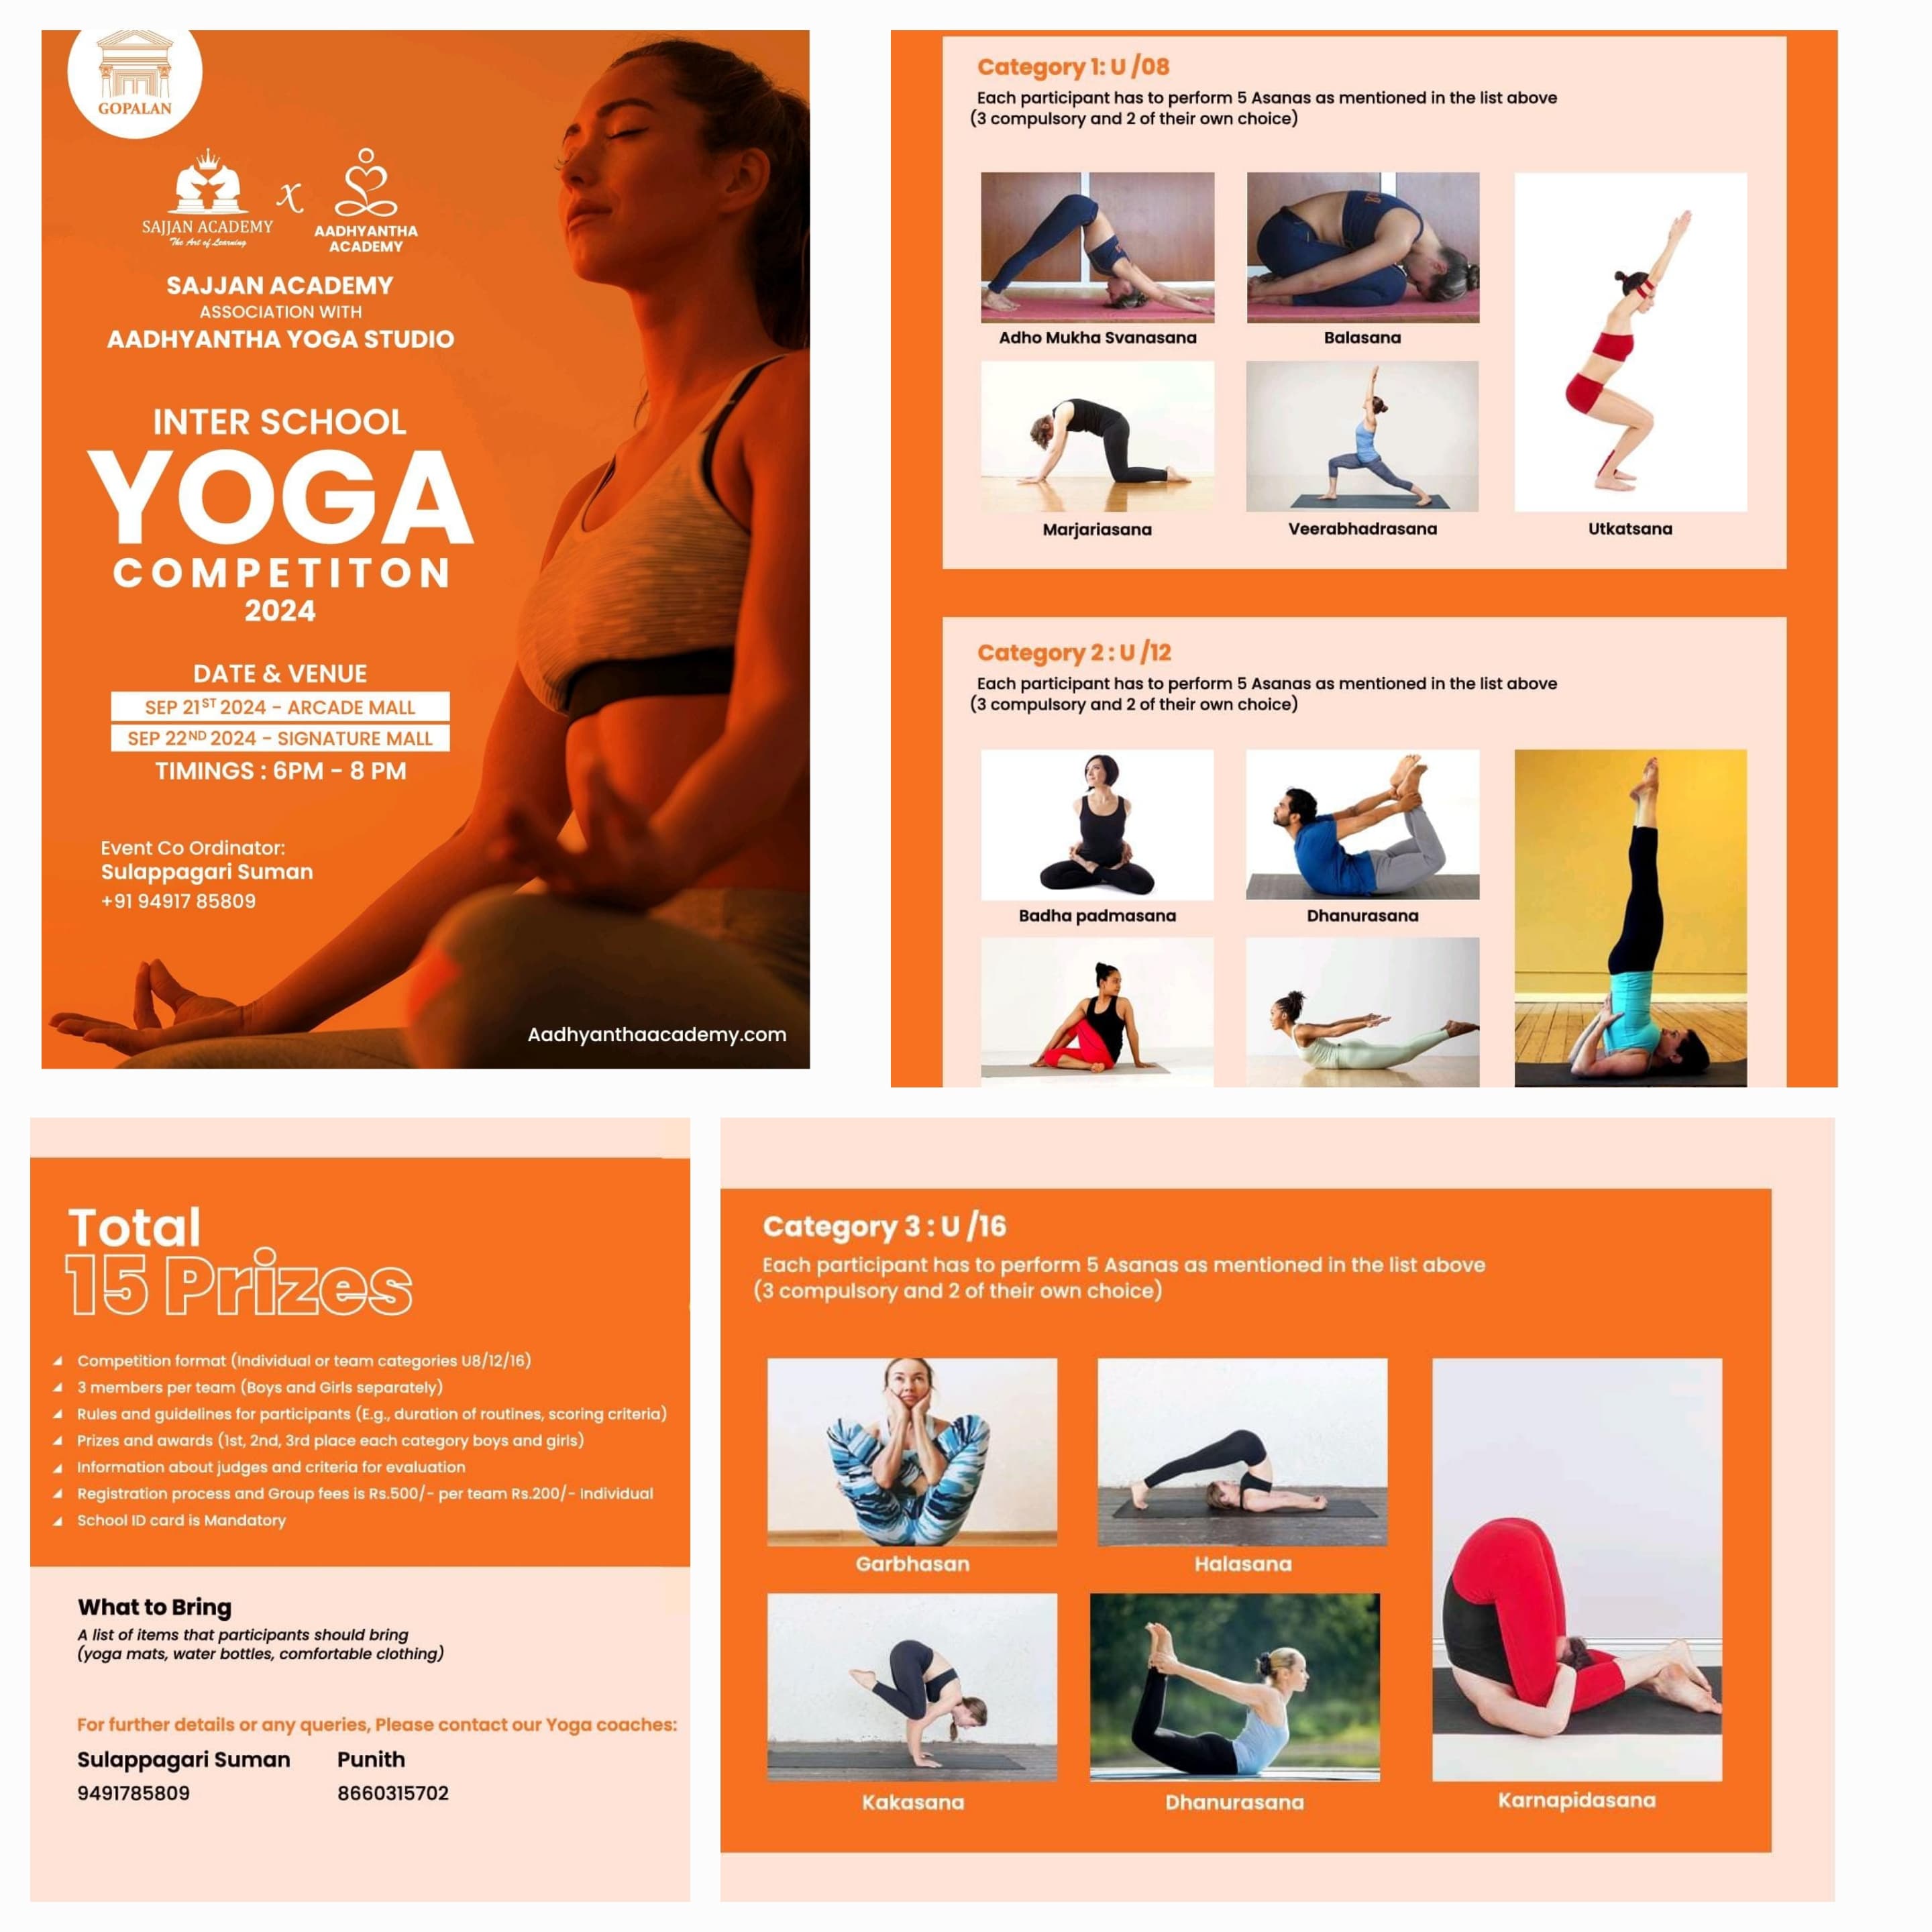 GOPALAN
SAJJAN ACADEMY
The Art of Learning
X
AADHYANTHA
ACADEMY
SAJJAN ACADEMY
ASSOCIATION WITH
AADHYANTHA YOGA STUDIO
INTER SCHOOL
YOGA
COMPETITON
2024
DATE & VENUE
SEP 21ST 2024 - ARCADE MALL
SEP 22ND 2024 - SIGNATURE MALL
TIMINGS : 6PM - 8 PM
Event Co Ordinator:
Sulappagari Suman
+91 94917 85809
Aadhyanthaacademy.com
Category 1: U /08
Each participant has to perform 5 Asanas as mentioned in the list above
(3 compulsory and 2 of their own choice)
Adho Mukha Svanasana
Balasana
Marjariasana
Veerabhadrasana
Utkatsana
Category 2 : U /12
Each participant has to perform 5 Asanas as mentioned in the list above
(3 compulsory and 2 of their own choice)
Badha padmasana
Dhanurasana
Total
15 Prizes
Competition format (Individual or team categories U8/12/16)
3 members per team (Boys and Girls separately)
Rules and guidelines for participants (E.g., duration of routines, scoring criteria)
Prizes and awards (1st, 2nd, 3rd place each category boys and girls)
Information about judges and criteria for evaluation
Registration process and Group fees is Rs.500/- per team Rs.200/- Individual
School ID card is Mandatory
What to Bring
A list of items that participants should bring
(yoga mats, water bottles, comfortable clothing)
For further details or any queries, Please contact our Yoga coaches:
Sulappagari Suman
9491785809
Punith
8660315702
Category 3 : U /16
Each participant has to perform 5 Asanas as mentioned in the list above
(3 compulsory and 2 of their own choice)
Garbhasan
Halasana
Kakasana
Dhanurasana
Karnapidasana